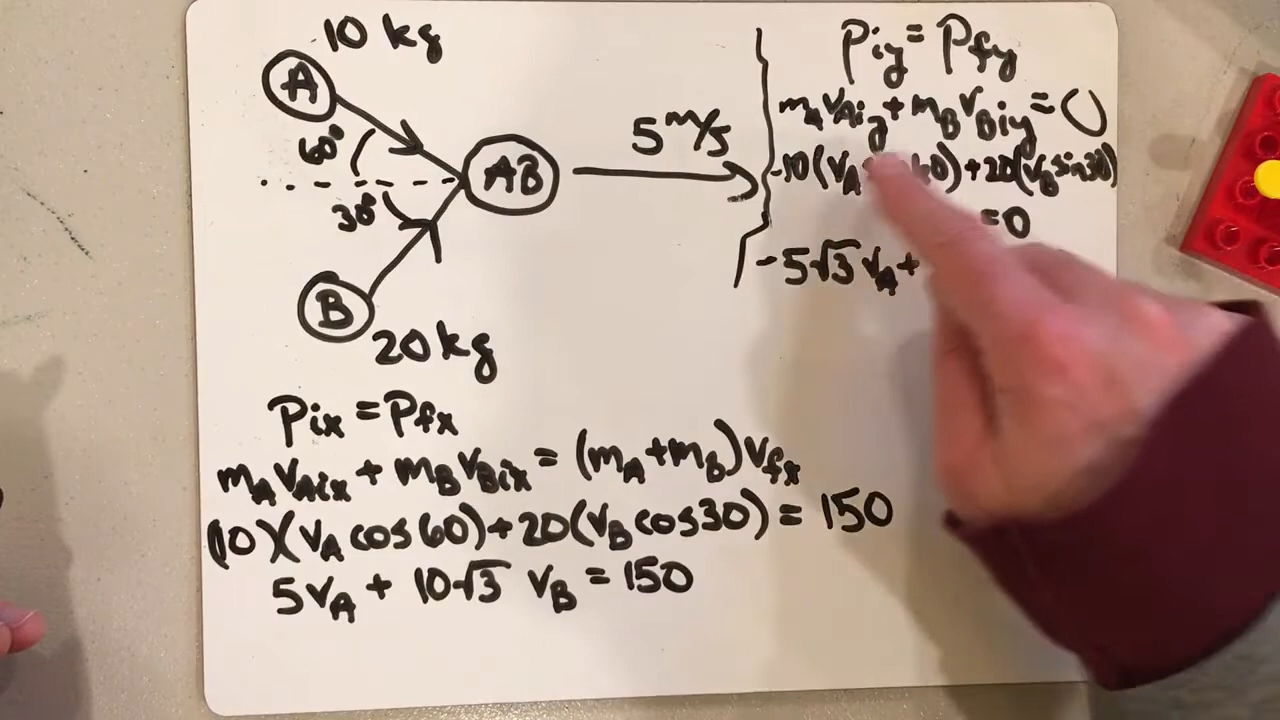 10 kg
A
60°
AB
5 m/s
30°
B
20 kg
Pix = Pfx
mAvAix + mBvBix = (mA+mB)vfx
(10)(vA cos60)+20(vB cos30) = 150
5vA + 10√3 vB = 150
Piy = Pfy
mAvAiy + mBvBiy = 0
-10(vA 60)+20(vB sin30)
=0
-5√3 vA +